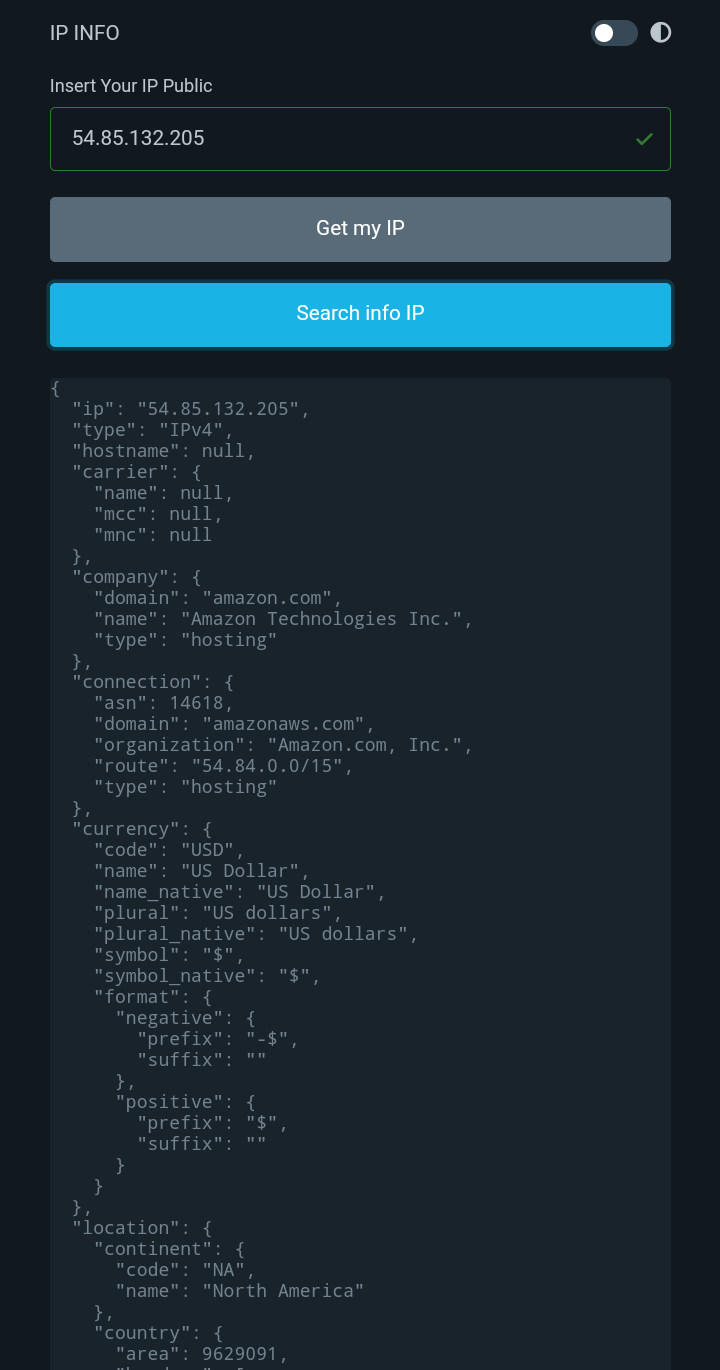 IP INFO
Insert Your IP Public
54.85.132.205
Get my IP
Search info IP
{
  "ip": "54.85.132.205",
  "type": "IPv4",
  "hostname": null,
  "carrier": {
    "name": null,
    "mcc": null,
    "mnc": null
  },
  "company": {
    "domain": "amazon.com",
    "name": "Amazon Technologies Inc.",
    "type": "hosting"
  },
  "connection": {
    "asn": 14618,
    "domain": "amazonaws.com",
    "organization": "Amazon.com, Inc.",
    "route": "54.84.0.0/15",
    "type": "hosting"
  },
  "currency": {
    "code": "USD",
    "name": "US Dollar",
    "name_native": "US Dollar",
    "plural": "US dollars",
    "plural_native": "US dollars",
    "symbol": "$",
    "symbol_native": "$",
    "format": {
      "negative": {
        "prefix": "-$",
        "suffix": ""
      },
      "positive": {
        "prefix": "$",
        "suffix": ""
      }
    }
  },
  "location": {
    "continent": {
      "code": "NA",
      "name": "North America"
    },
    "country": {
      "area": 9629091,